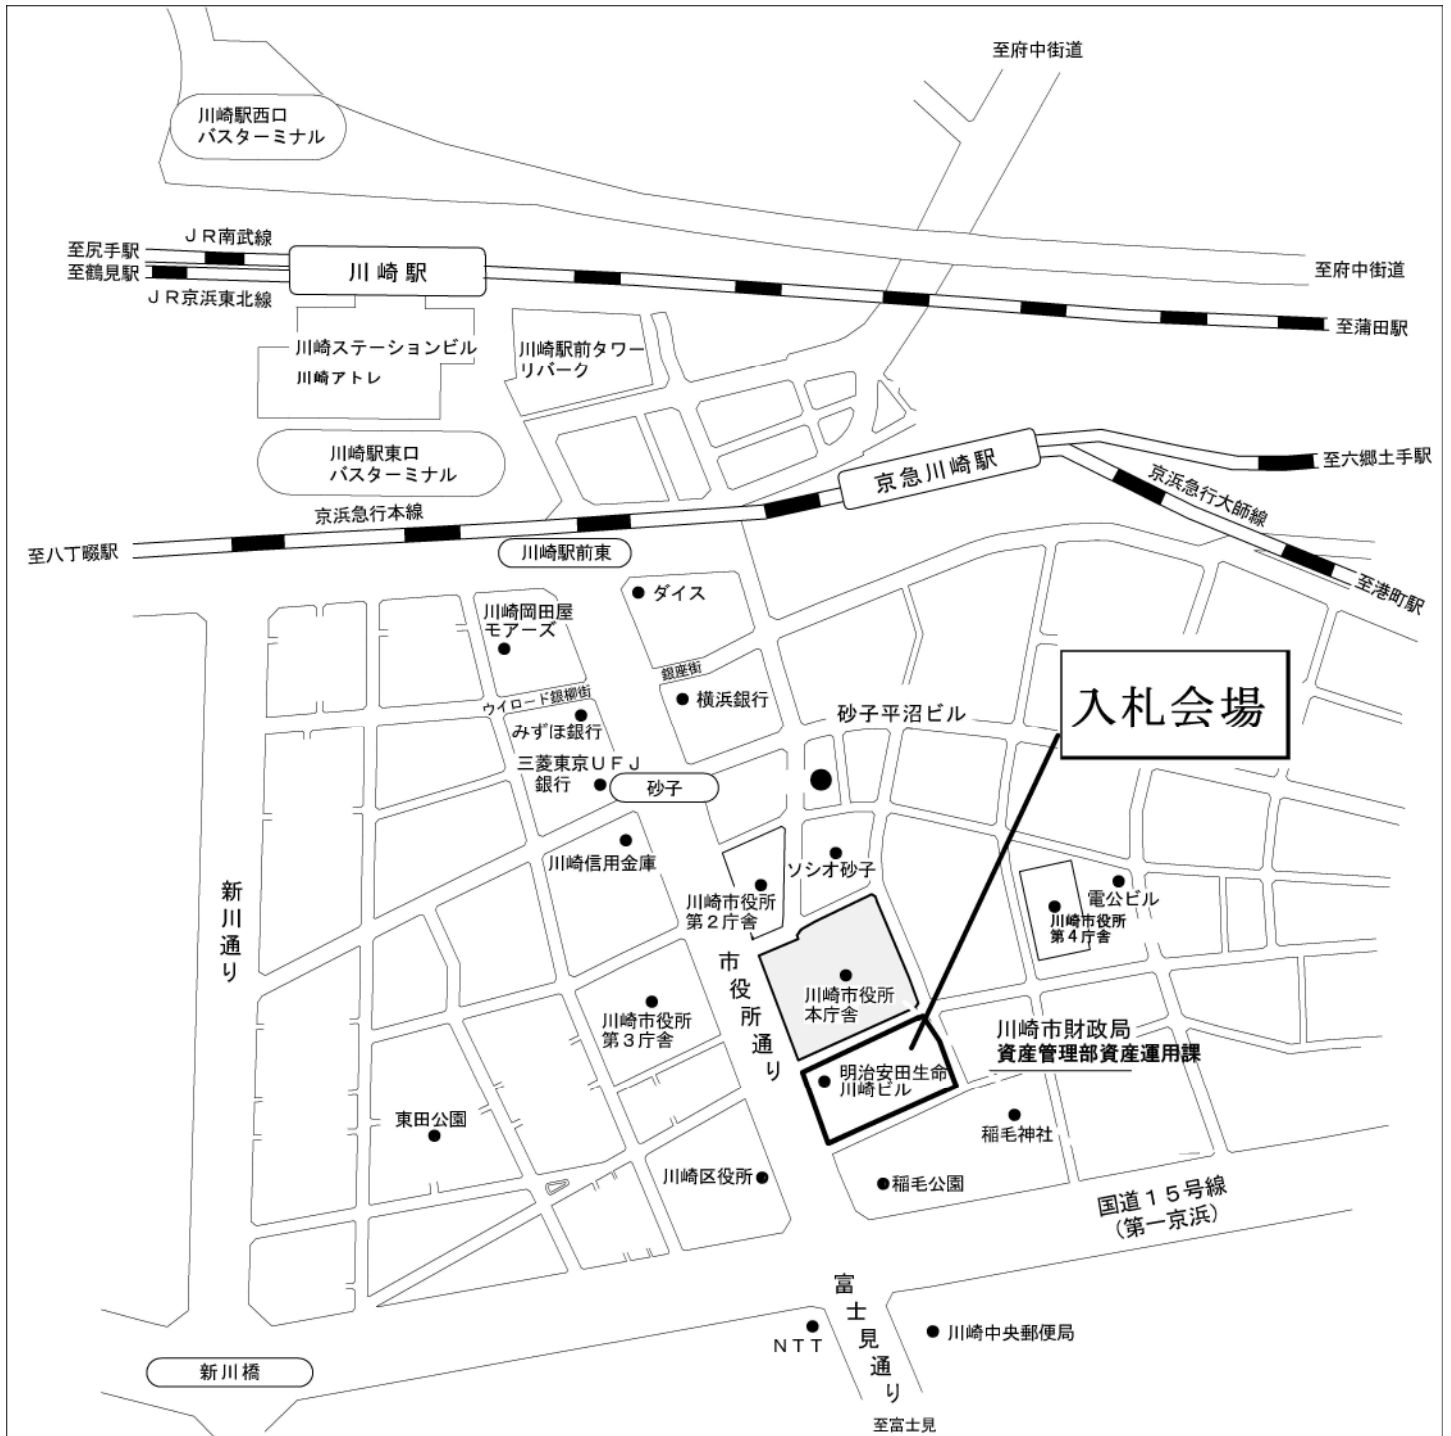 至府中街道
川崎駅西口
バスターミナル
ＪＲ南武線
至尻手駅
至鶴見駅
ＪＲ京浜東北線
川崎駅
至府中街道
至蒲田駅
川崎ステーションビル
川崎アトレ
川崎駅前タワー
リバーク
川崎駅東口
バスターミナル
京急川崎駅
至六郷土手駅
京浜急行大師線
至港町駅
京浜急行本線
至八丁畷駅
川崎駅前東
ダイス
川崎岡田屋
モアーズ
銀座街
ウイロード銀柳街
横浜銀行
みずほ銀行
砂子平沼ビル
入札会場
三菱東京ＵＦＪ
銀行
砂子
川崎信用金庫
ソシオ砂子
川崎市役所
第２庁舎
電公ビル
川崎市役所
第４庁舎
新川通り
市役所通り
川崎市役所
本庁舎
川崎市役所
第３庁舎
川崎市財政局
資産管理部資産運用課
明治安田生命
川崎ビル
東田公園
稲毛神社
川崎区役所
稲毛公園
国道１５号線
（第一京浜）
富士見通り
ＮＴＴ
川崎中央郵便局
新川橋
至富士見